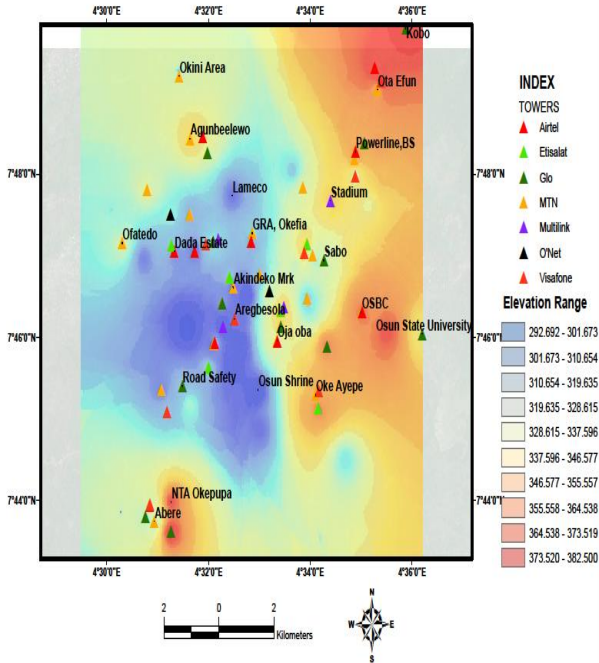 4°30'0"E 4°32'0"E 4°34'0"E 4°36'0"E
Kobo
Okini Area
Ota Efun
Agunbeelewo
Powerline,BS
7°48'0"N 7°48'0"N
Lameco
Stadium
GRA, Okefia
Ofatedo
Dada Estate
Sabo
Akindeko Mrk
Aregbesola
OSBC
Oja oba
Osun State University
7°46'0"N 7°46'0"N
Road Safety
Osun Shrine
Oke Ayepe
NTA Okepupa
7°44'0"N 7°44'0"N
Abere
4°30'0"E 4°32'0"E 4°34'0"E 4°36'0"E
INDEX
TOWERS
Airtel
Etisalat
Glo
MTN
Multilink
O'Net
Visafone
Elevation Range
292.692 - 301.673
301.673 - 310.654
310.654 - 319.635
319.635 - 328.615
328.615 - 337.596
337.596 - 346.577
346.577 - 355.557
355.558 - 364.538
364.538 - 373.519
373.520 - 382.500
2 0 2
Kilometers
N
W E
S